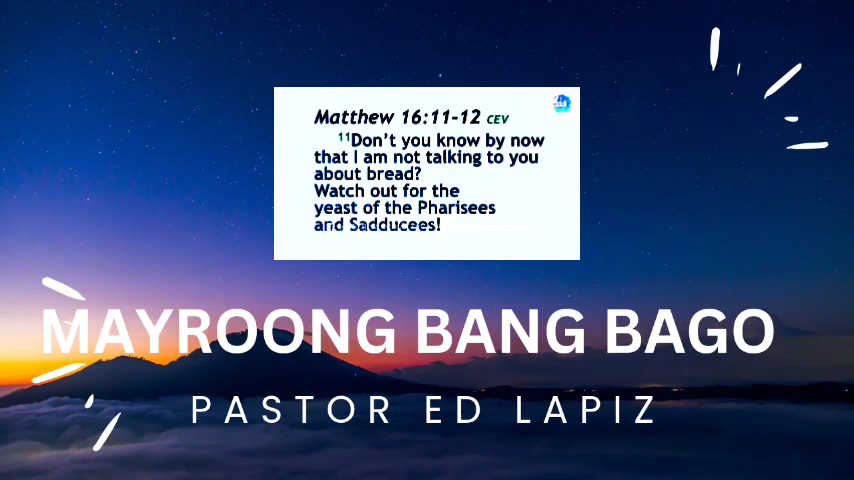 Matthew 16:11-12 CEV
¹¹Don't you know by now
that I am not talking to you
about bread?
Watch out for the
yeast of the Pharisees
and Sadducees!
MAYROONG BANG BAGO
PASTOR ED LAPIZ